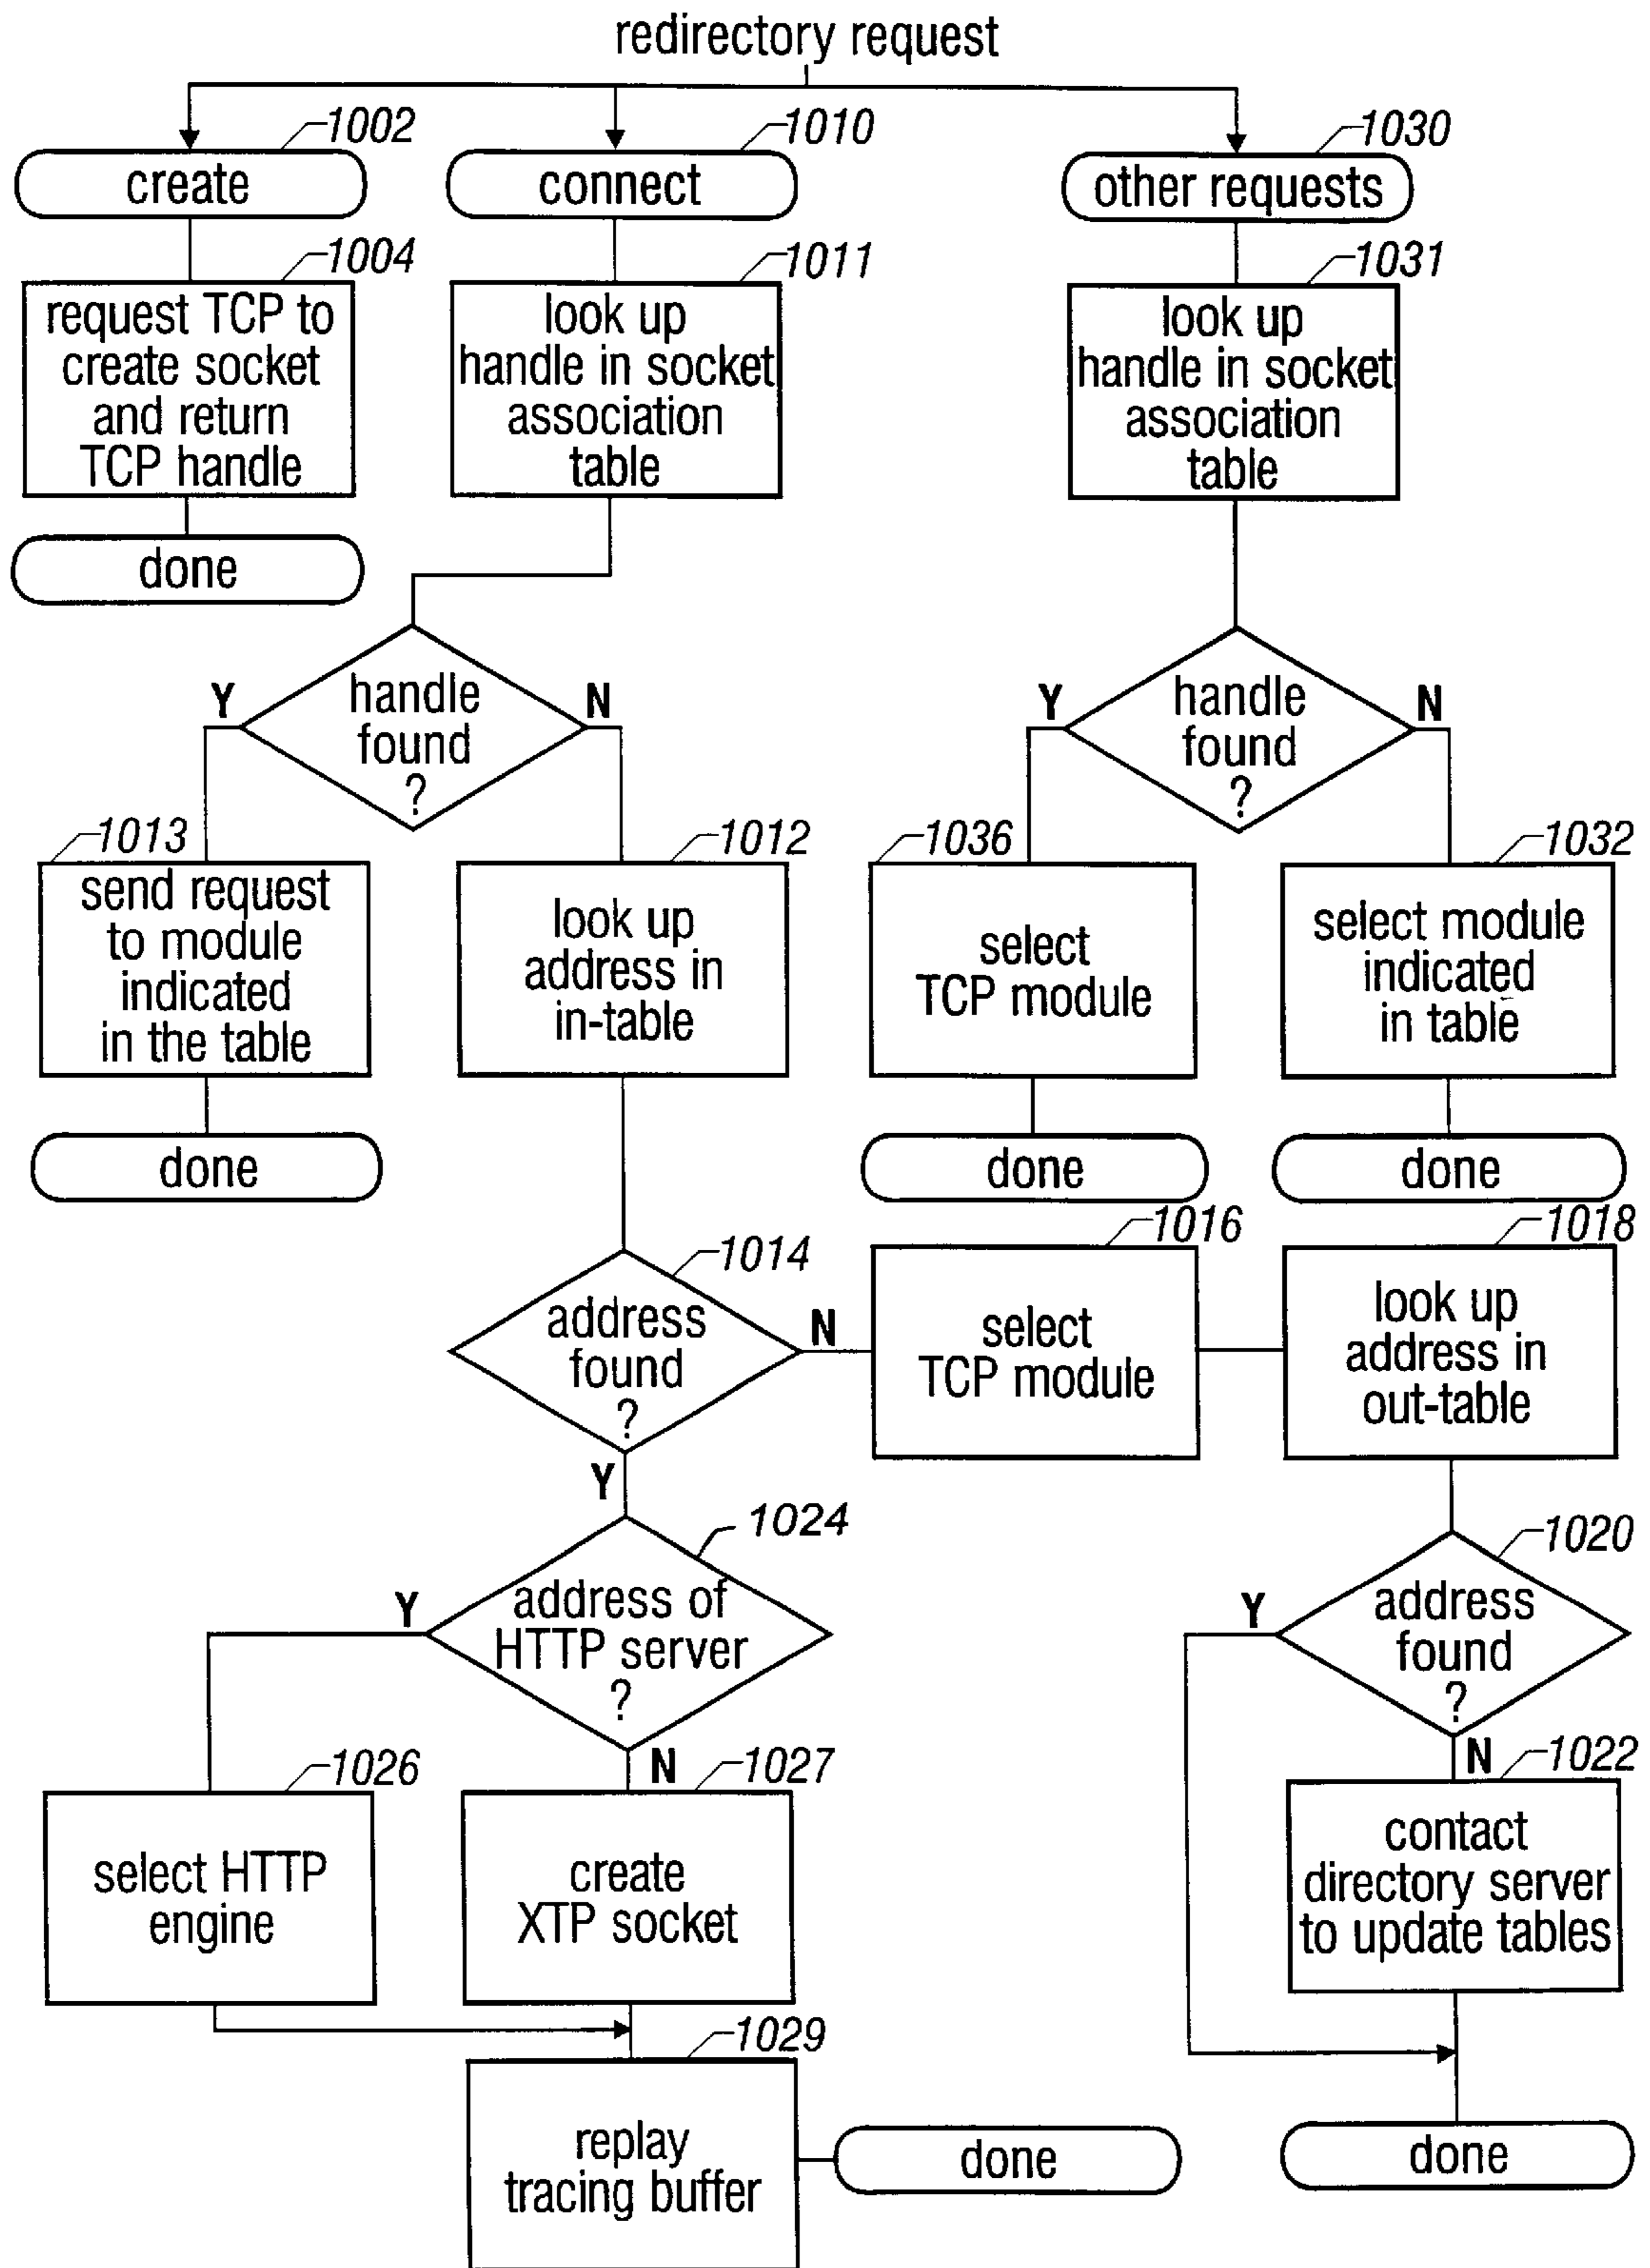 redirectory request
1002
create
1004
request TCP to
create socket
and return
TCP handle
done
1010
connect
1011
look up
handle in socket
association
table
handle
found
?
Y
N
1013
send request
to module
indicated
in the table
done
1012
look up
address in
in-table
1014
address
found
?
N
Y
1016
select
TCP module
1018
look up
address in
out-table
1020
address
found
?
Y
N
1022
contact
directory server
to update tables
done
1024
address of
HTTP server
?
Y
N
1026
select HTTP
engine
1027
create
XTP socket
1029
replay
tracing buffer
done
1030
other requests
1031
look up
handle in socket
association
table
handle
found
?
Y
N
1036
select
TCP module
done
1032
select module
indicated
in table
done